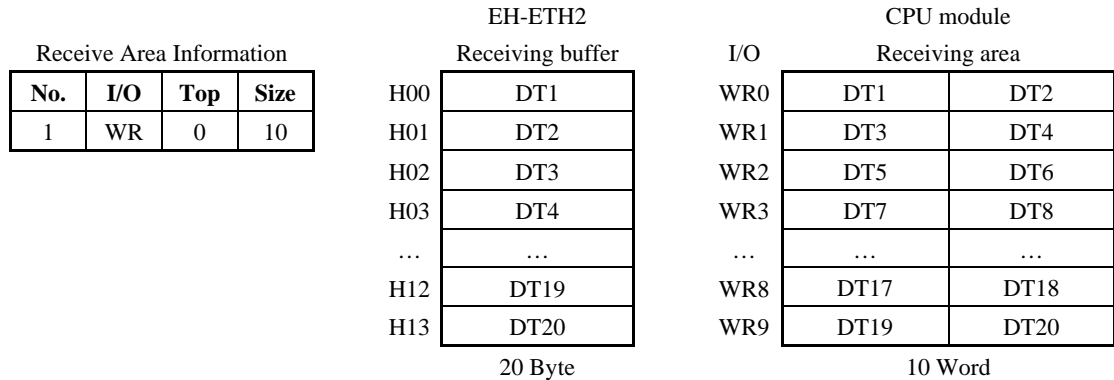 EH-ETH2 CPU module
Receive Area Information Receiving buffer I/O Receiving area
No. I/O Top Size H00 DT1 WR0 DT1 DT2
1 WR 0 10 H01 DT2 WR1 DT3 DT4
H02 DT3 WR2 DT5 DT6
H03 DT4 WR3 DT7 DT8
… … … … …
H12 DT19 WR8 DT17 DT18
H13 DT20 WR9 DT19 DT20
20 Byte 10 Word